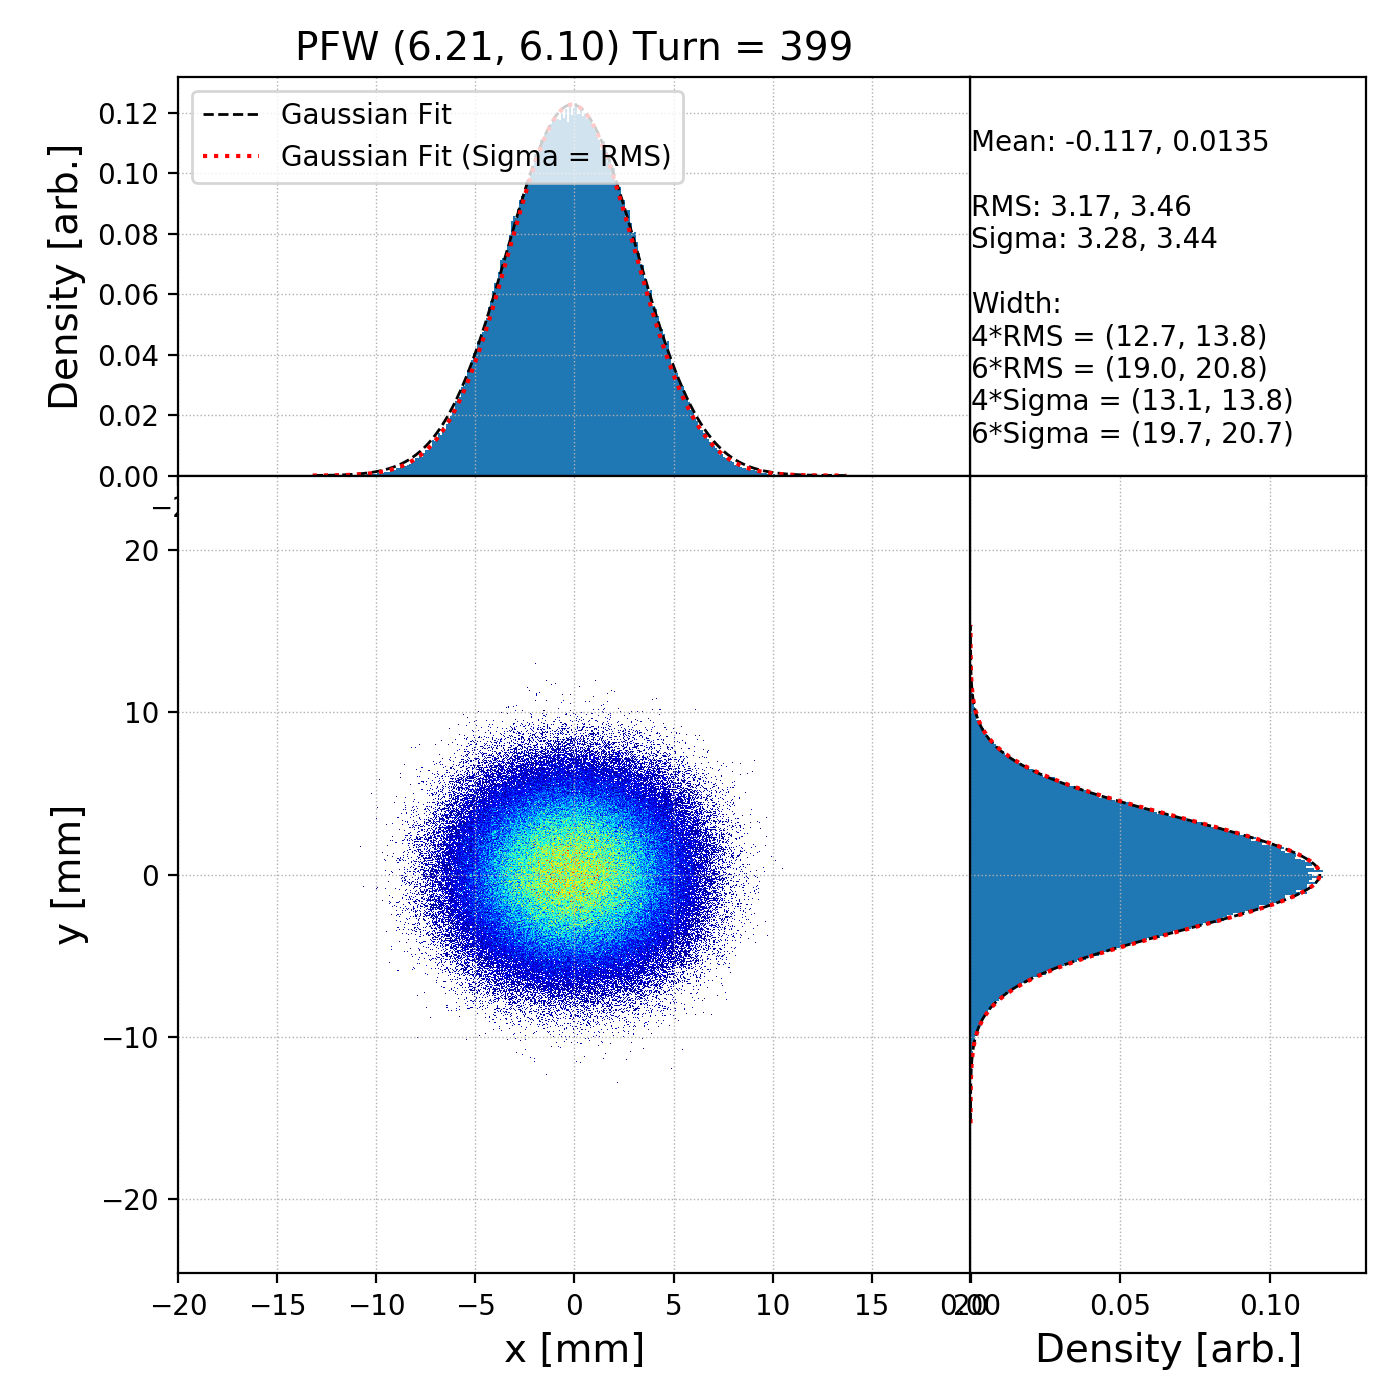 PFW (6.21, 6.10) Turn = 399
Gaussian Fit
Gaussian Fit (Sigma = RMS)
Density [arb.]
0.12
0.10
0.08
0.06
0.04
0.02
0.00
Mean: -0.117, 0.0135
RMS: 3.17, 3.46
Sigma: 3.28, 3.44
Width:
4*RMS = (12.7, 13.8)
6*RMS = (19.0, 20.8)
4*Sigma = (13.1, 13.8)
6*Sigma = (19.7, 20.7)
y [mm]
20
10
0
−10
−20
−20 −15 −10 −5 0 5 10 15 20
x [mm]
0.00 0.05 0.10
Density [arb.]